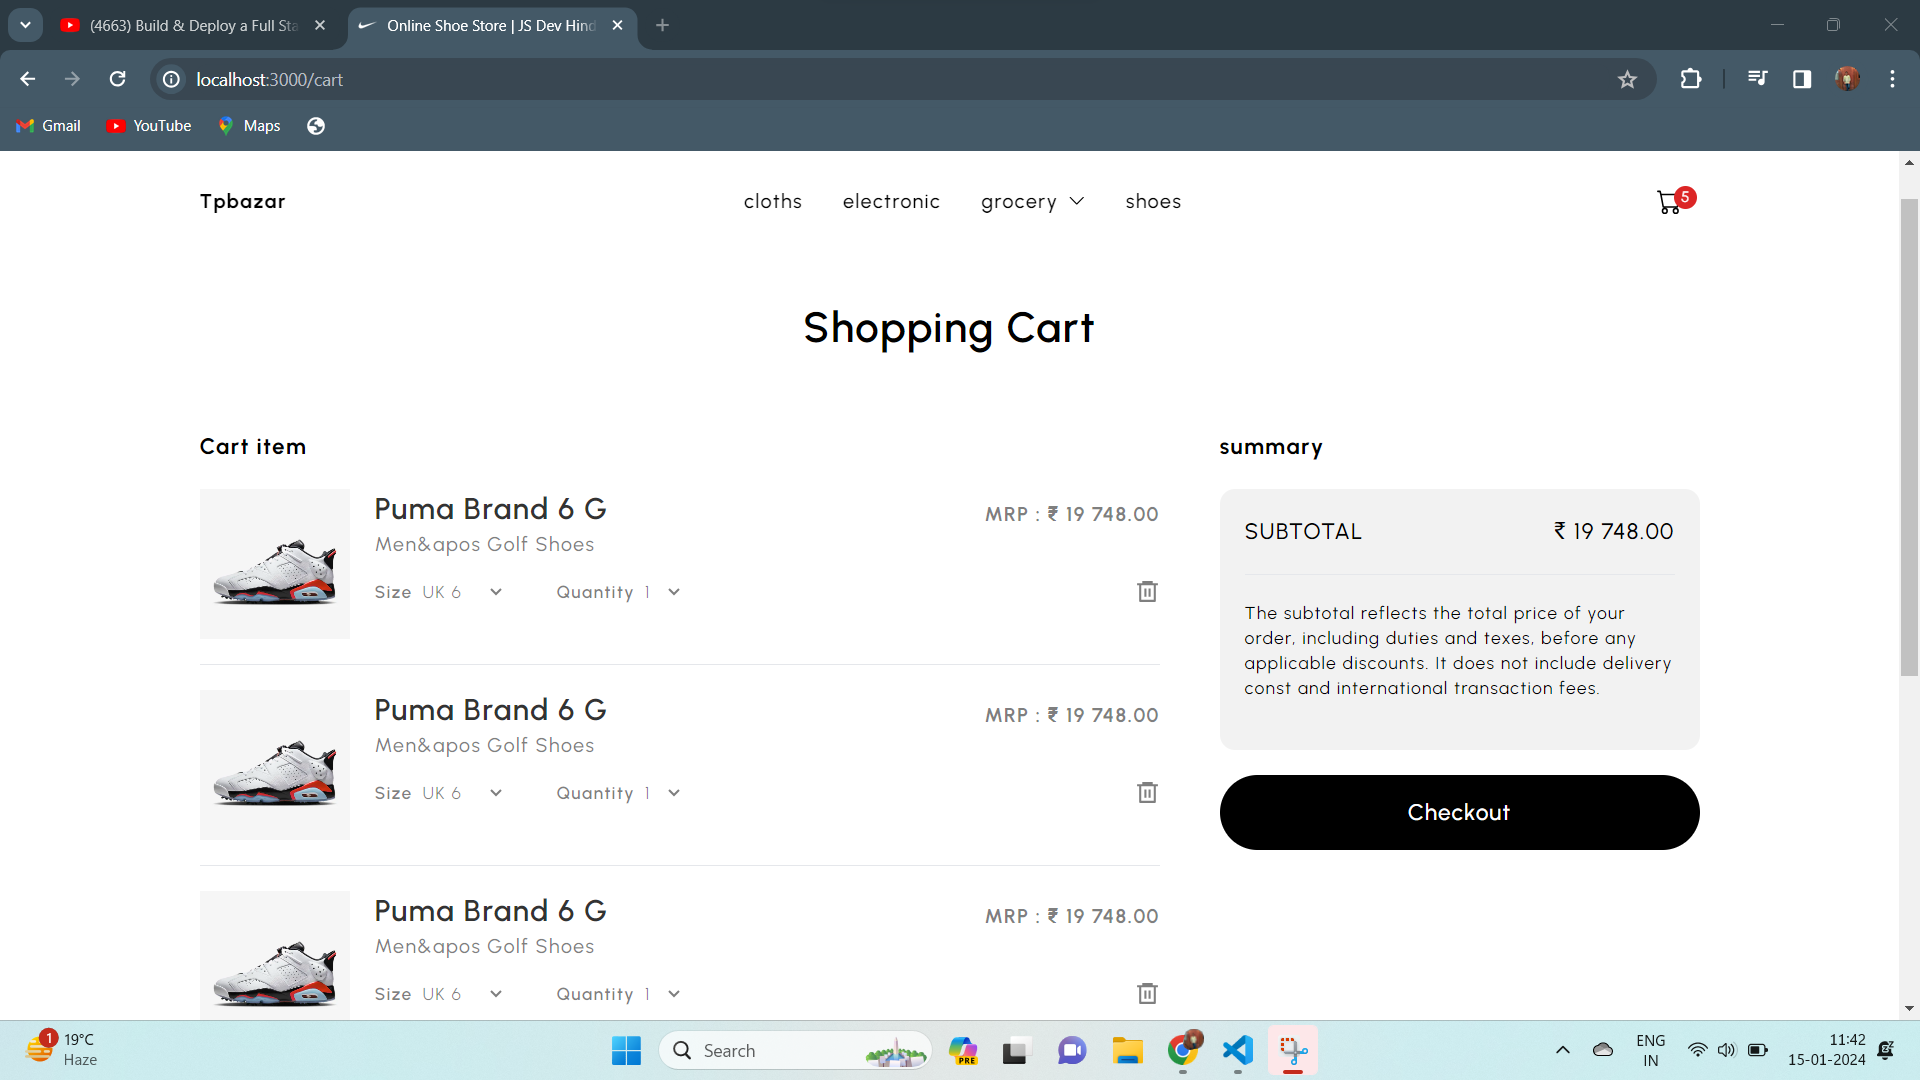 (4663) Build & Deploy a Full Sta
Online Shoe Store | JS Dev Hind
localhost:3000/cart
Gmail
YouTube
Maps
Tpbazar
cloths
electronic
grocery
shoes
5
Shopping Cart
Cart item
summary
Puma Brand 6 G
MRP : ₹ 19 748.00
Men&apos Golf Shoes
Size UK 6
Quantity 1
SUBTOTAL
₹ 19 748.00
The subtotal reflects the total price of your
order, including duties and texes, before any
applicable discounts. It does not include delivery
const and international transaction fees.
Puma Brand 6 G
MRP : ₹ 19 748.00
Men&apos Golf Shoes
Size UK 6
Quantity 1
Checkout
Puma Brand 6 G
MRP : ₹ 19 748.00
Men&apos Golf Shoes
Size UK 6
Quantity 1
1
19°C
Haze
Search
PRE
ENG
IN
11:42
15-01-2024